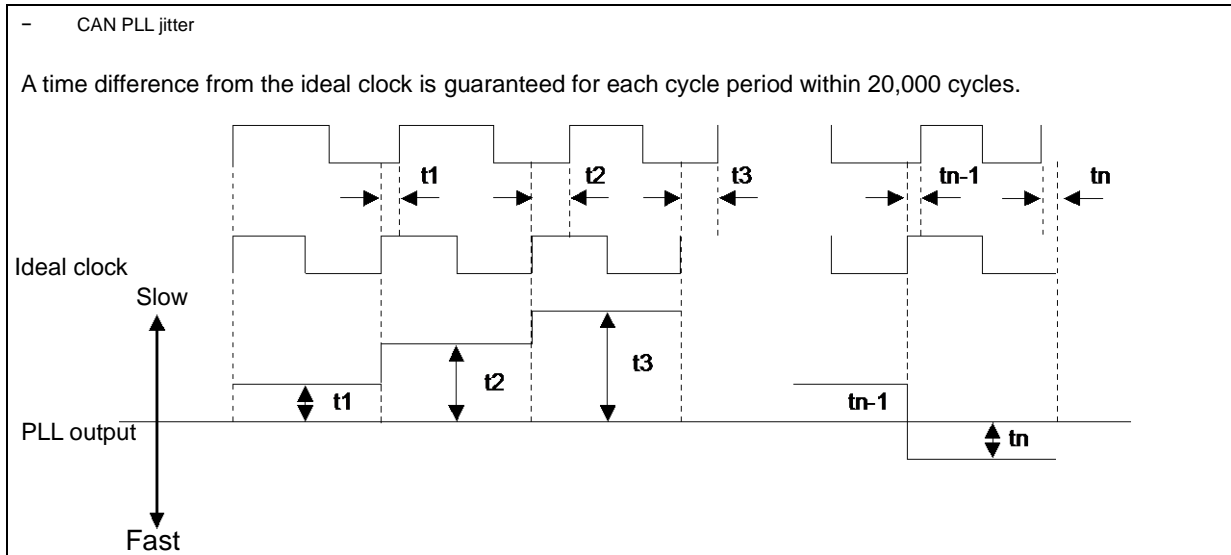 － CAN PLL jitter
A time difference from the ideal clock is guaranteed for each cycle period within 20,000 cycles.
t1 t2 t3 tn-1 tn
Ideal clock
Slow
t1 t2 t3 tn-1 tn
PLL output
Fast